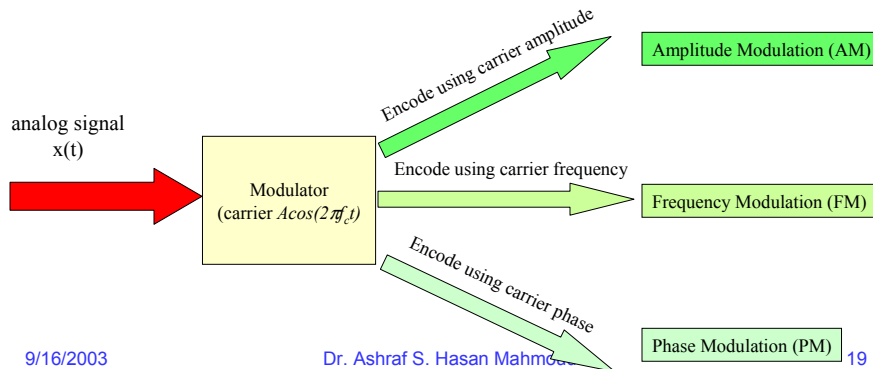 Encode using carrier amplitude
Amplitude Modulation (AM)
analog signal
x(t)
Encode using carrier frequency
Modulator
(carrier Acos(2πf_ct)
Frequency Modulation (FM)
Encode using carrier phase
Phase Modulation (PM)
9/16/2003
Dr. Ashraf S. Hasan
19